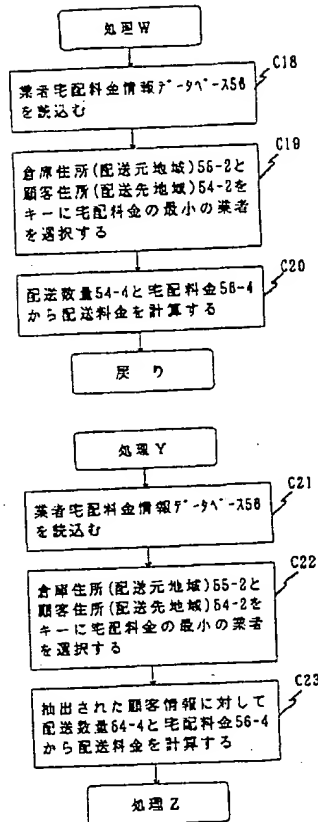 処理W
C18
業者宅配料金情報データベース56
を読込む
C19
倉庫住所(配送元地域)55-2と
顧客住所(配送先地域)54-2を
キーに宅配料金の最小の業者
を選択する
C20
配送数量54-4と宅配料金56-4
から配送料金を計算する
戻り
処理Y
C21
業者宅配料金情報データベース56
を読込む
C22
倉庫住所(配送元地域)55-2と
顧客住所(配送先地域)54-2を
キーに宅配料金の最小の業者
を選択する
C23
抽出された顧客情報に対して
配送数量54-4と宅配料金56-4
から配送料金を計算する
処理Z